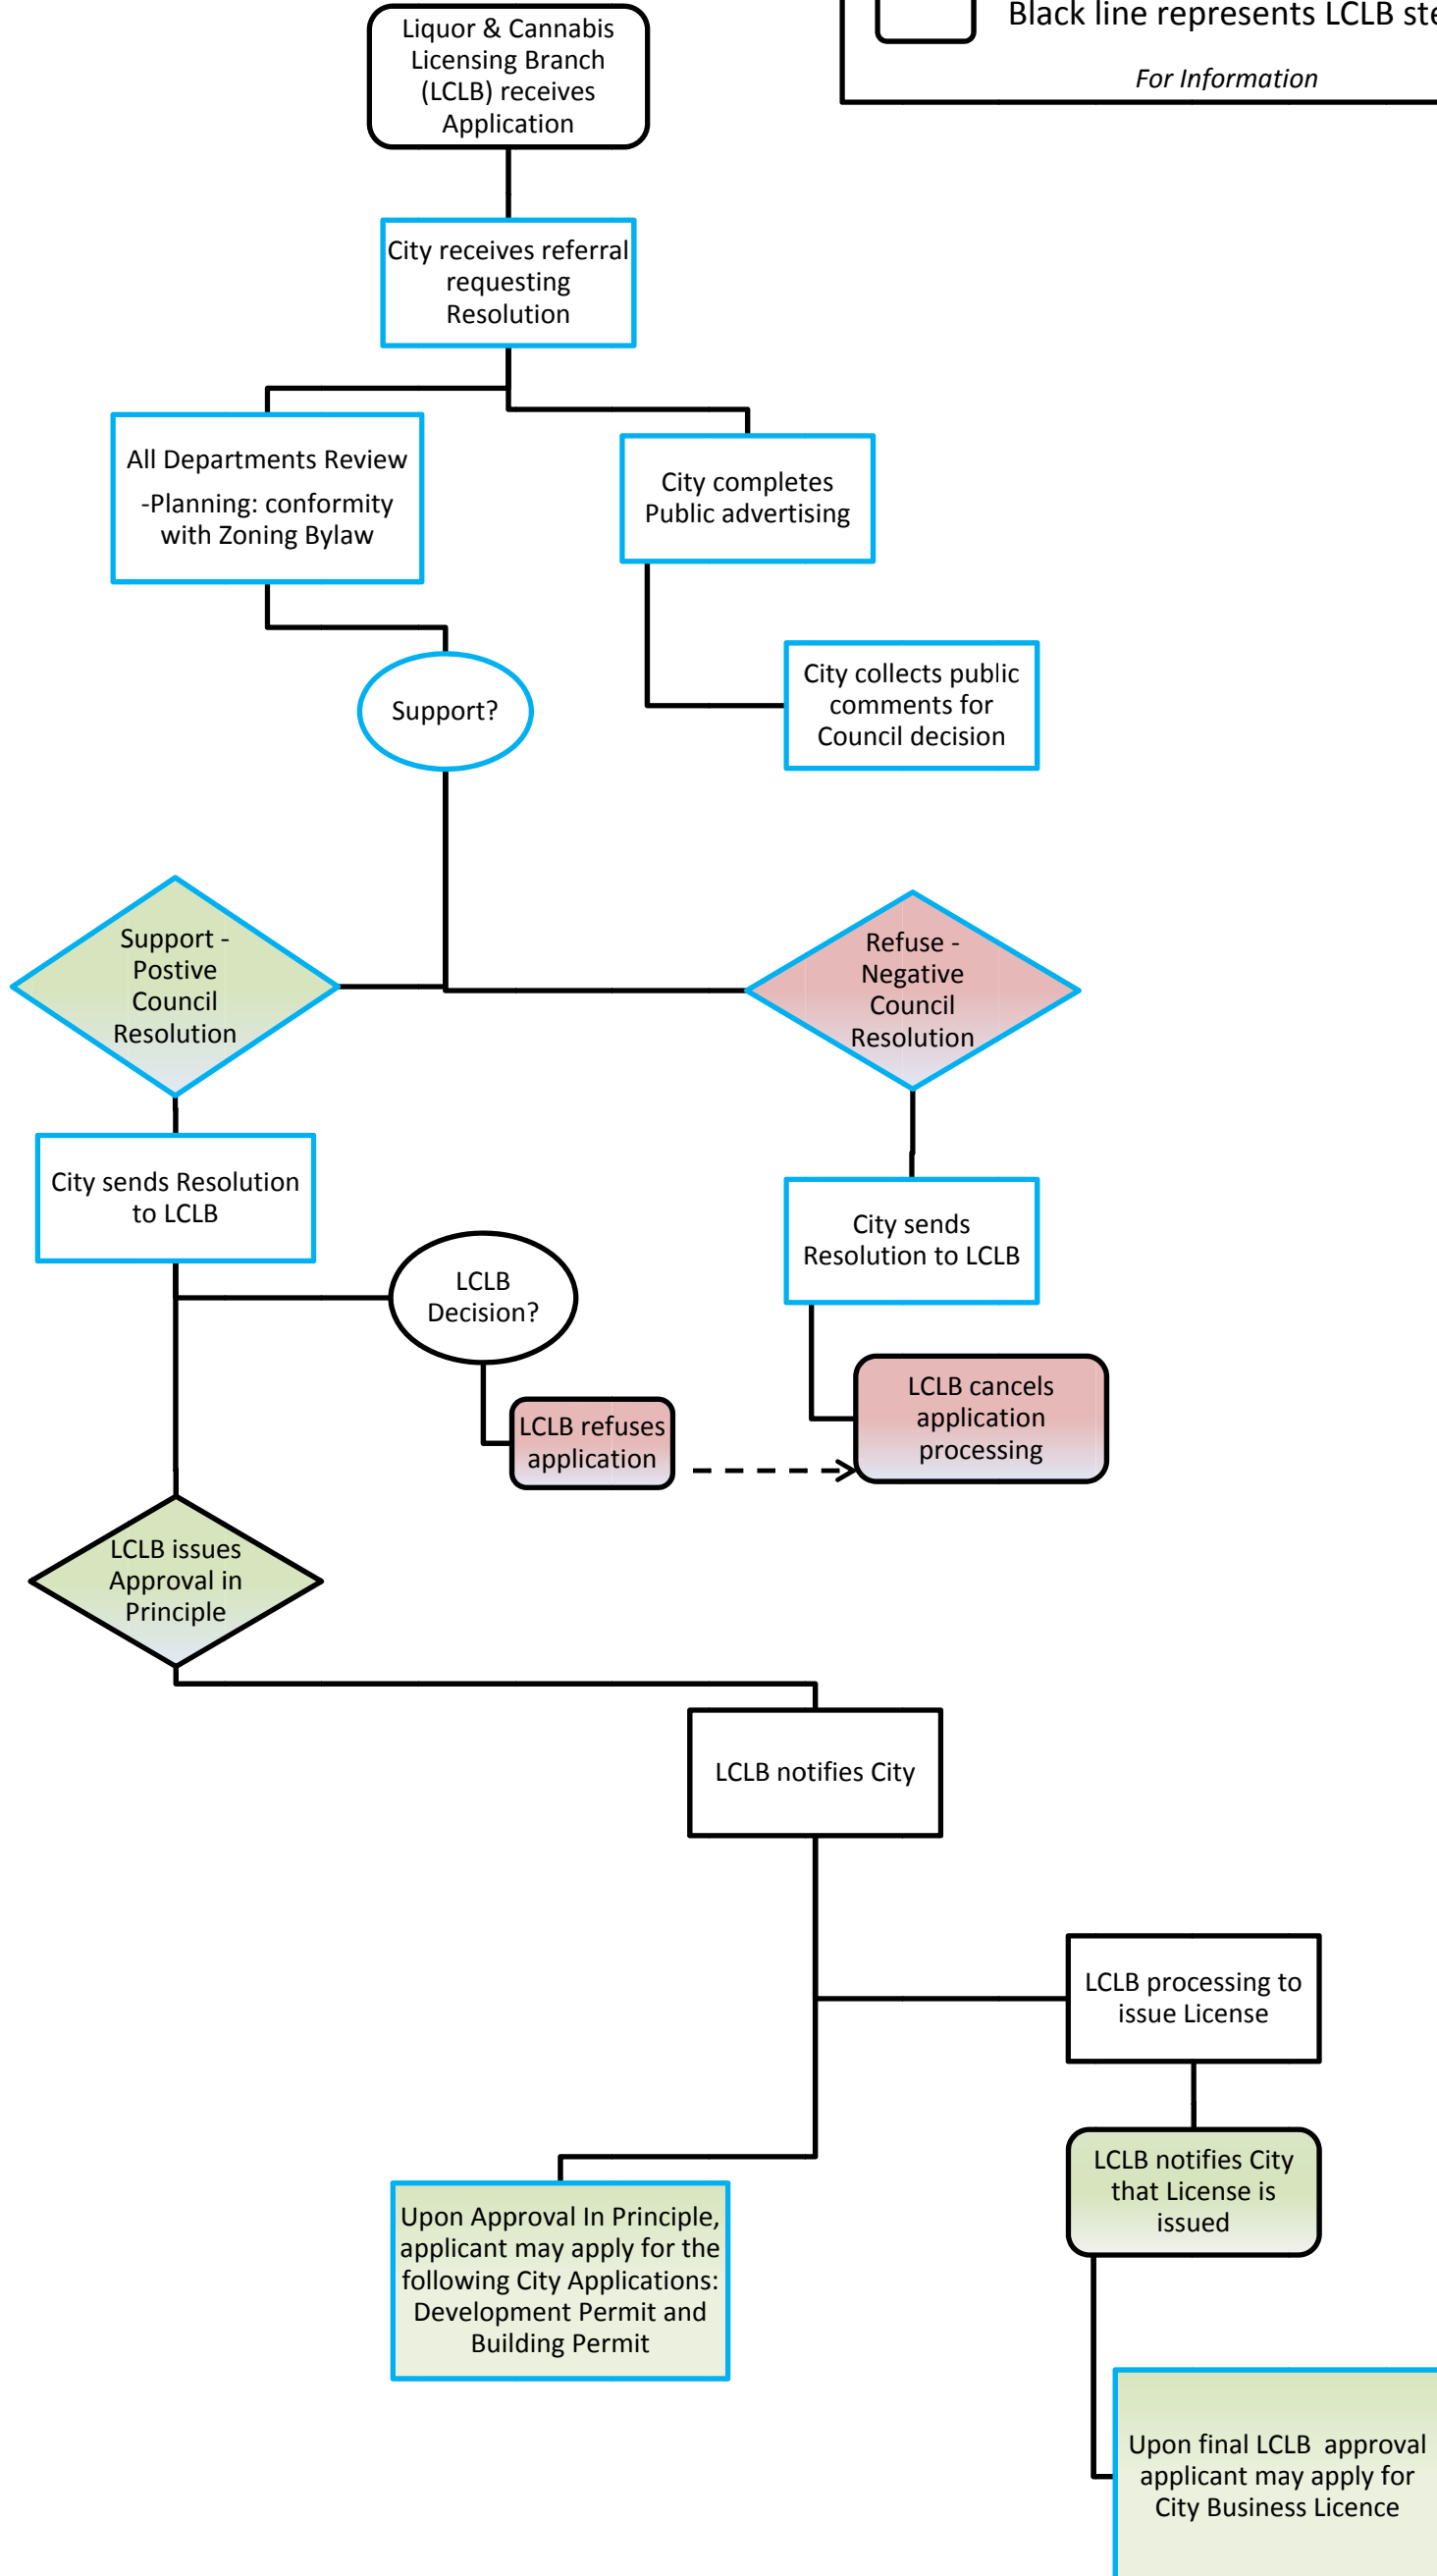 Black line represents LCLB
For Information
Liquor & Cannabis
Licensing Branch
(LCLB) receives
Application
City receives referral
requesting
Resolution
All Departments Review
-Planning: conformity
with Zoning Bylaw
City completes
Public advertising
Support?
City collects public
comments for
Council decision
Support -
Postive
Council
Resolution
Refuse -
Negative
Council
Resolution
City sends Resolution
to LCLB
City sends
Resolution to LCLB
LCLB
Decision?
LCLB refuses
application
LCLB cancels
application
processing
LCLB issues
Approval in
Principle
LCLB notifies City
LCLB processing to
issue License
LCLB notifies City
that License is
issued
Upon Approval In Principle,
applicant may apply for the
following City Applications:
Development Permit and
Building Permit
Upon final LCLB approval
applicant may apply for
City Business Licence